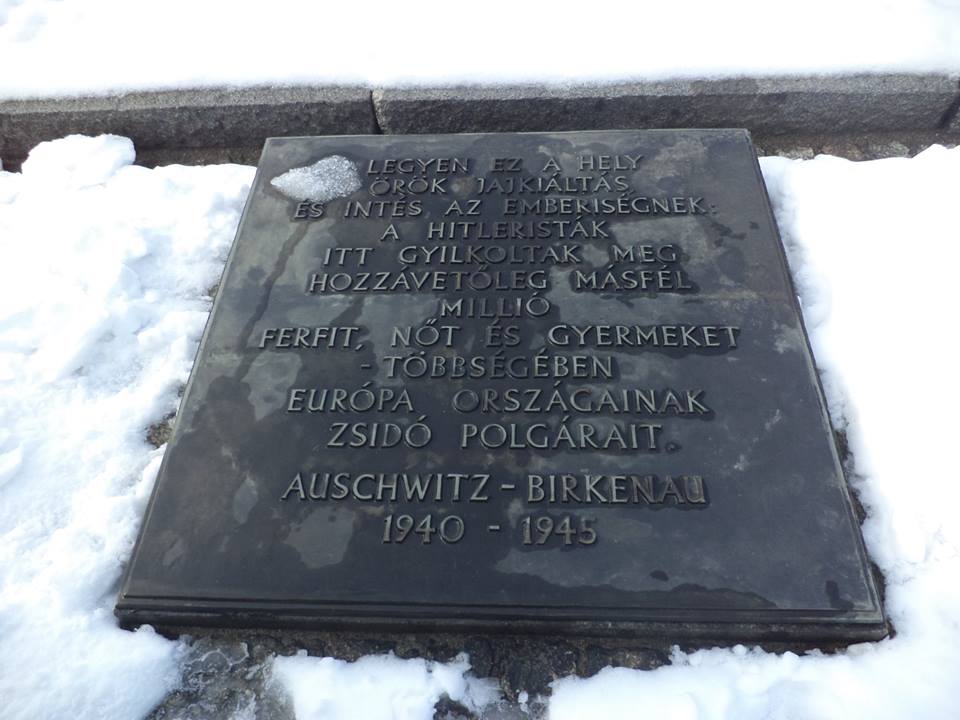 LEGYEN EZ A HELY
ÖRÖK JAJKIÁLTÁS
ÉS INTÉS AZ EMBERISÉGNEK:
A HITLERISTÁK
ITT GYILKOLTAK MEG
HOZZÁVETŐLEG MÁSFÉL
MILLIÓ
FERFIT, NŐT ÉS GYERMEKET
- TÖBBSÉGÉBEN
EURÓPA ORSZÁGAINAK
ZSIDÓ POLGÁRAIT.
AUSCHWITZ - BIRKENAU
1940 - 1945